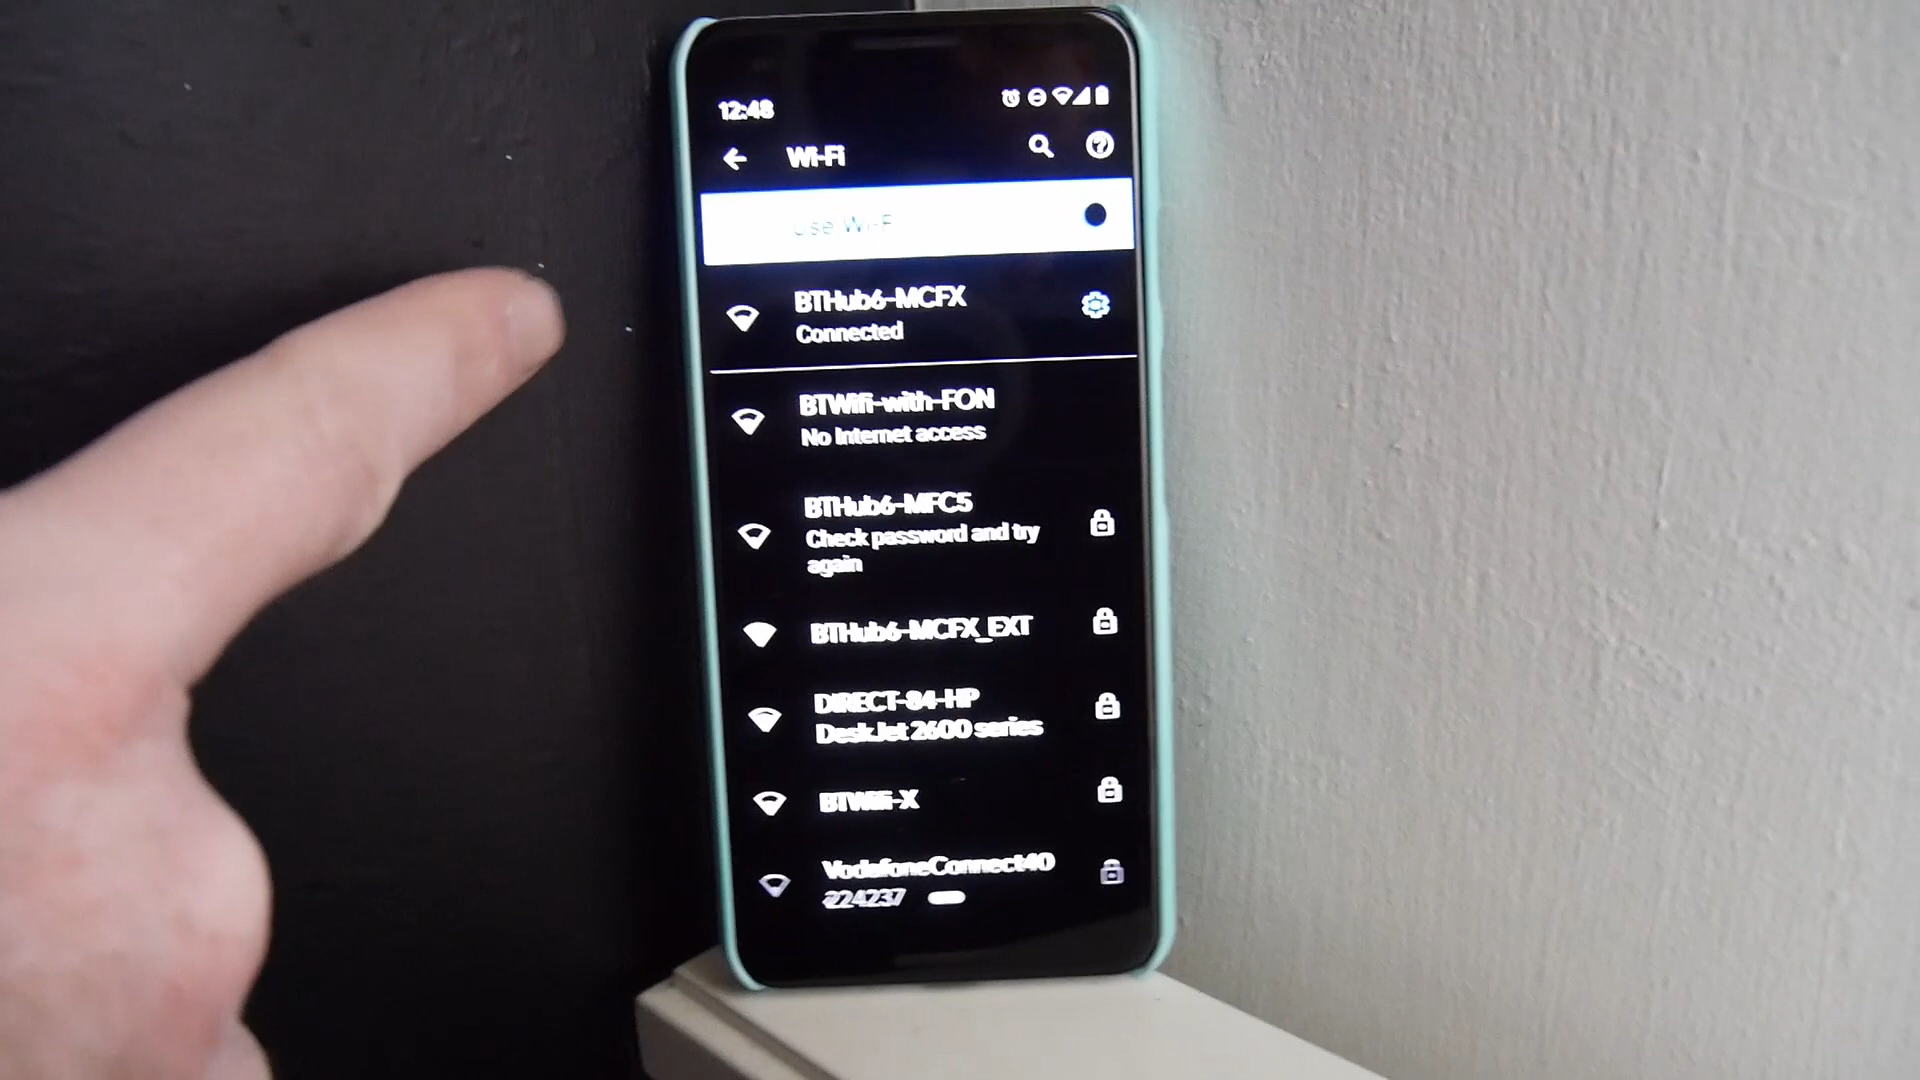 12:48
Wi-Fi
Use Wi-F
BTHub6-MCFX
Connected
BTWifi-with-FON
No internet access
BTHub6-MFC5
Check password and try
again
BTHub6-MCFX_EXT
DIRECT-84-HP
DeskJet 2600 series
BTWifi-X
VodafoneConnect40
224237